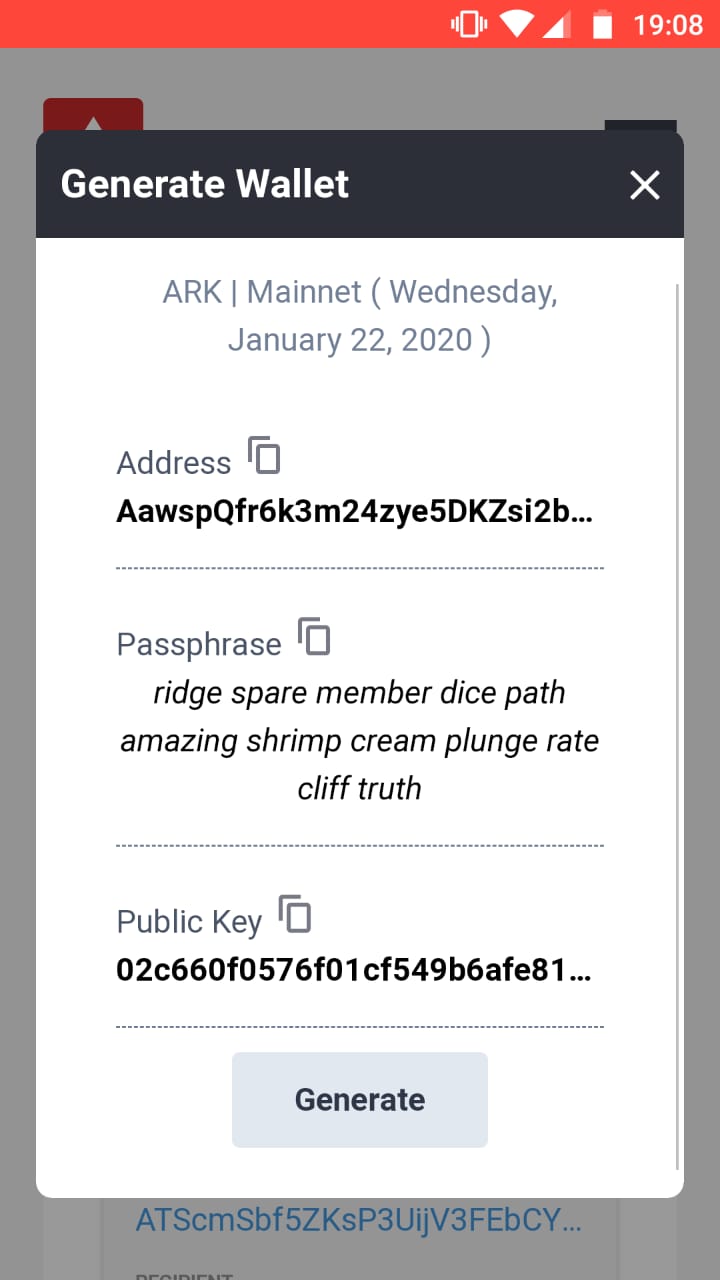 19:08
Generate Wallet
ARK | Mainnet ( Wednesday,
January 22, 2020 )
Address
AawspQfr6k3m24zye5DKZsi2b...
Passphrase
ridge spare member dice path
amazing shrimp cream plunge rate
cliff truth
Public Key
02c660f0576f01cf549b6afe81...
Generate
ATScmSbf5ZKsP3UijV3FEbCY...
RECIPIENT